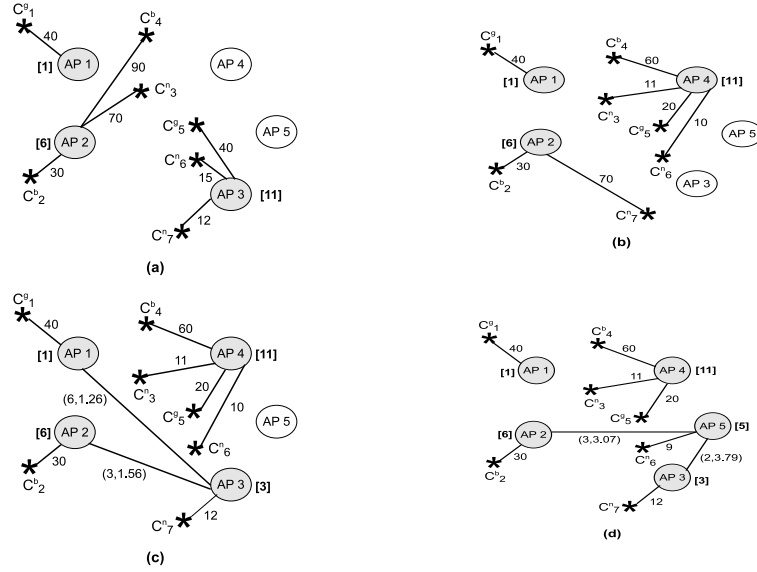 C^g_1
40
[1] AP 1
C^b_4
90
AP 4
C^n_3
70
[6] AP 2
30
C^b_2
C^g_5
40
AP 5
C^n_6
15
AP 3 [11]
12
C^n_7
(a)
C^g_1
40
[1] AP 1
C^b_4
60
AP 4 [11]
11
C^n_3
20
C^g_5
10
AP 5
[6] AP 2
30
C^b_2
70
C^n_6
AP 3
C^n_7
(b)
C^g_1
40
[1] AP 1
C^b_4
60
AP 4 [11]
11
C^n_3
20
C^g_5
10
C^n_6
AP 5
(6,1.26)
[6] AP 2
30
C^b_2
(3,1.56)
AP 3 [3]
12
C^n_7
(c)
C^g_1
40
[1] AP 1
C^b_4
60
AP 4 [11]
11
C^n_3
20
C^g_5
AP 5 [5]
[6] AP 2
(3,3.07)
30
C^b_2
9
C^n_6
(2,3.79)
AP 3 [3]
12
C^n_7
(d)